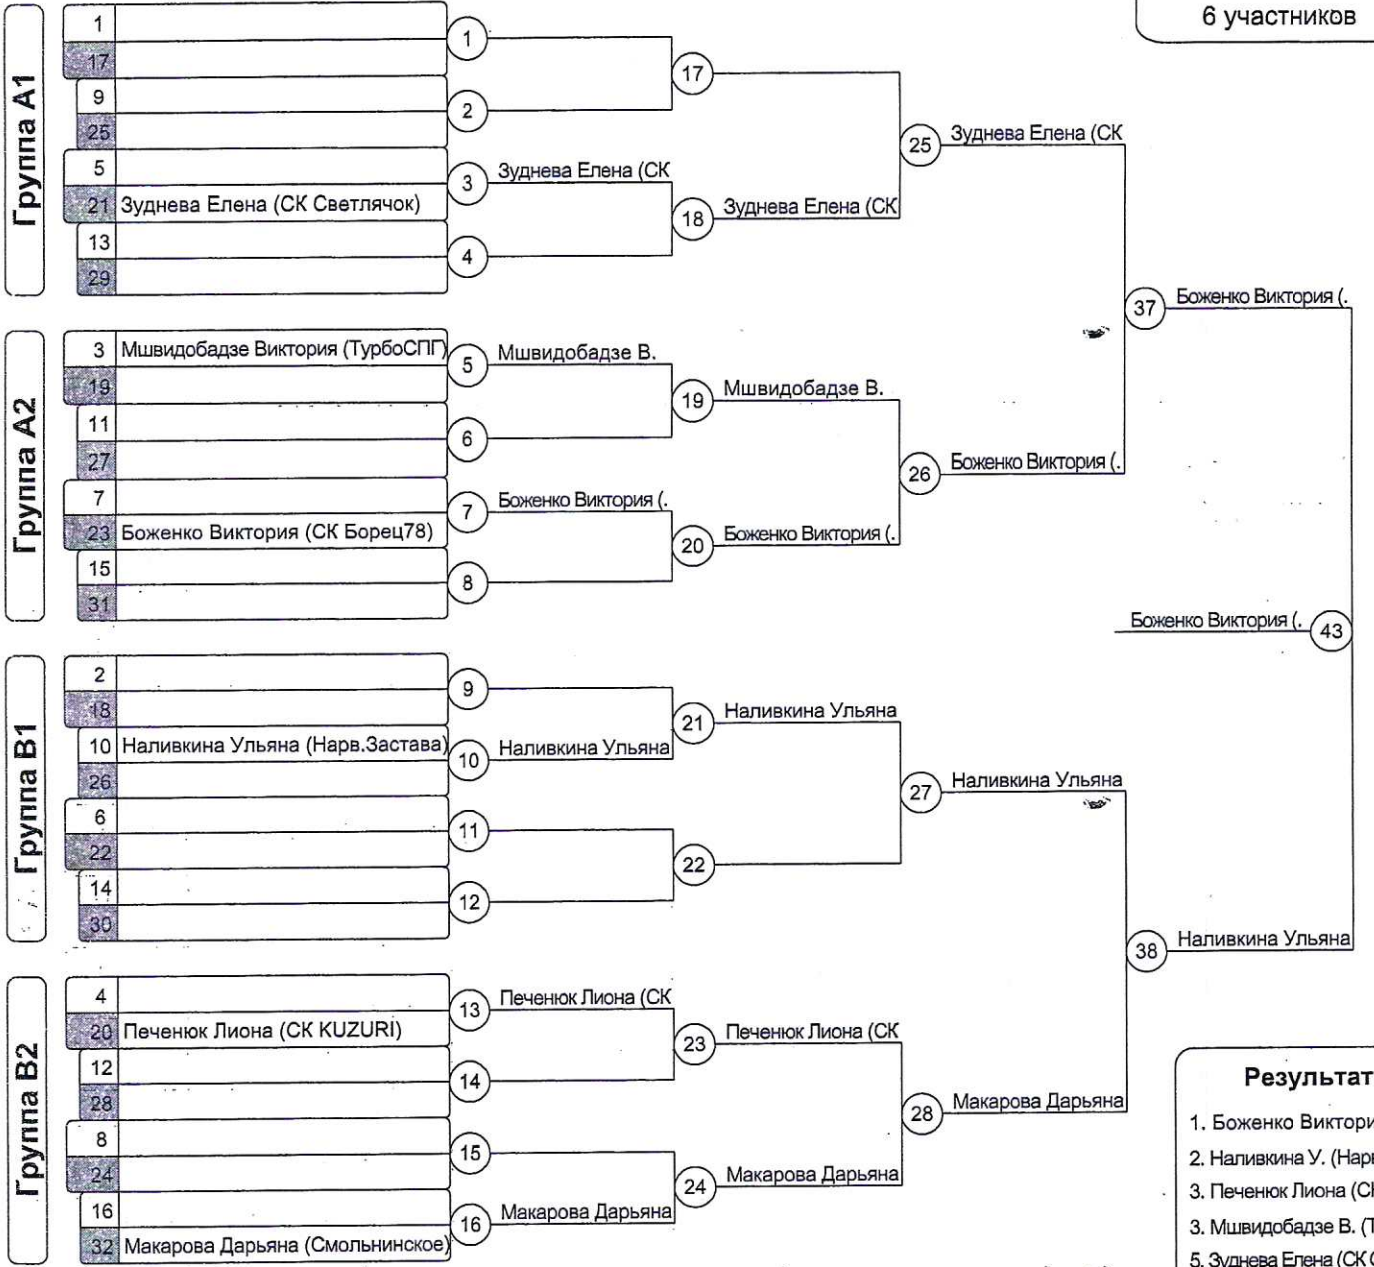 6 участников
Группа A1
1
17
9
25
5
21 Зуднева Елена (СК Светлячок)
13
29
1
2
3 Зуднева Елена (СК
4
17
18 Зуднева Елена (СК
25 Зуднева Елена (СК
Группа A2
3 Мшвидобадзе Виктория (ТурбоСПГ)
19
11
27
7
23 Боженко Виктория (СК Борец78)
15
31
5 Мшвидобадзе В.
6
7 Боженко Виктория (.
8
19 Мшвидобадзе В.
20 Боженко Виктория (.
26 Боженко Виктория (.
37 Боженко Виктория (.
Боженко Виктория (. 43
Группа B1
2
18
10 Наливкина Ульяна (Нарв.Застава)
26
6
22
14
30
9
10 Наливкина Ульяна
11
12
21 Наливкина Ульяна
22
27 Наливкина Ульяна
38 Наливкина Ульяна
Группа B2
4
20 Печенюк Лиона (СК KUZURI)
12
28
8
24
16
32 Макарова Дарьяна (Смольнинское)
13 Печенюк Лиона (СК
14
15
16 Макарова Дарьяна
23 Печенюк Лиона (СК
24 Макарова Дарьяна
28 Макарова Дарьяна
Результат
1. Боженко Виктори
2. Наливкина У. (Нарв
3. Печенюк Лиона (СК
3. Мшвидобадзе В. (Т
5. Зуднева Елена (СК С